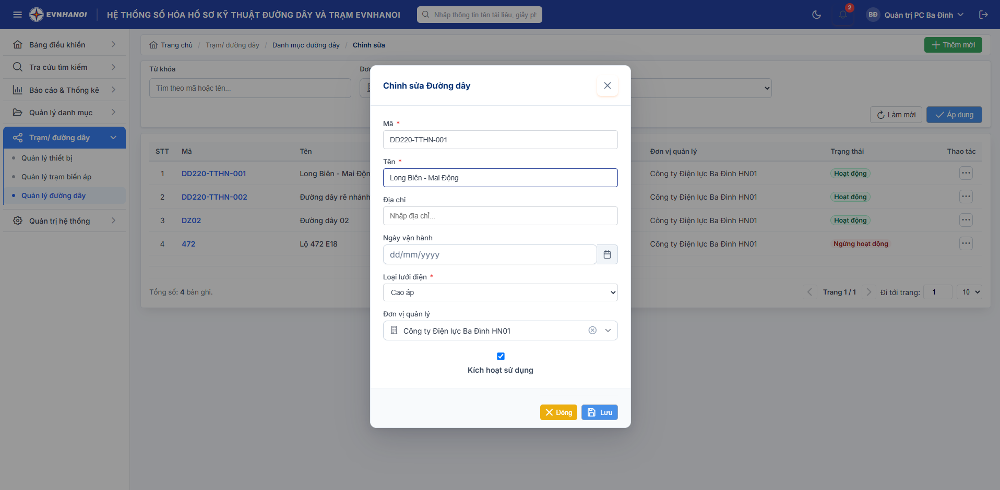 EVNHANOI
HỆ THỐNG SỐ HÓA HỒ SƠ KỸ THUẬT ĐƯỜNG DÂY VÀ TRẠM EVNHANOI
Nhập thông tin tên tài liệu, giấy ph
2
BĐ
Quản trị PC Ba Đình
Bảng điều khiển
Tra cứu tìm kiếm
Báo cáo & Thống kê
Quản lý danh mục
Trạm/ đường dây
Quản lý thiết bị
Quản lý trạm biến áp
Quản lý đường dây
Quản trị hệ thống
Trang chủ / Trạm/ đường dây / Danh mục đường dây / Chỉnh sửa
Thêm mới
Từ khóa
Tìm theo mã hoặc tên...
Làm mới
Áp dụng
STT Mã Tên Đơn vị quản lý Trạng thái Thao tác
1 DD220-TTHN-001 Long Biên - Mai Độn Công ty Điện lực Ba Đình HN01 Hoạt động
2 DD220-TTHN-002 Đường dây rẽ nhánh Công ty Điện lực Ba Đình HN01 Hoạt động
3 DZ02 Đường dây 02 Công ty Điện lực Ba Đình HN01 Hoạt động
4 472 Lộ 472 E18 Công ty Điện lực Ba Đình HN01 Ngừng hoạt động
Tổng số: 4 bản ghi.
Trang 1 / 1 Đi tới trang: 1 10
Chỉnh sửa Đường dây
Mã *
DD220-TTHN-001
Tên *
Long Biên - Mai Động
Địa chỉ
Nhập địa chỉ...
Ngày vận hành
dd/mm/yyyy
Loại lưới điện *
Cao áp
Đơn vị quản lý
Công ty Điện lực Ba Đình HN01
Kích hoạt sử dụng
Đóng
Lưu